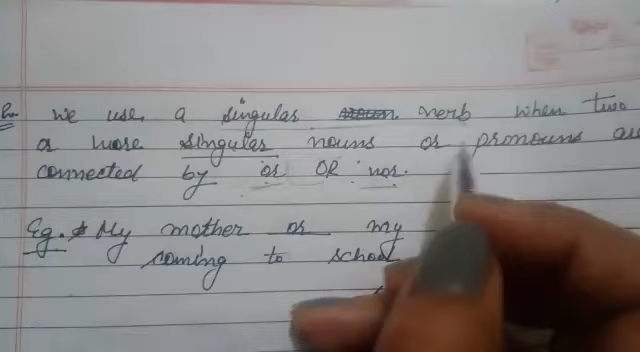 We use a singular verb when two
or more singular nouns or pronouns
connected by or OR nor.
Eg. * My mother or my
coming to school